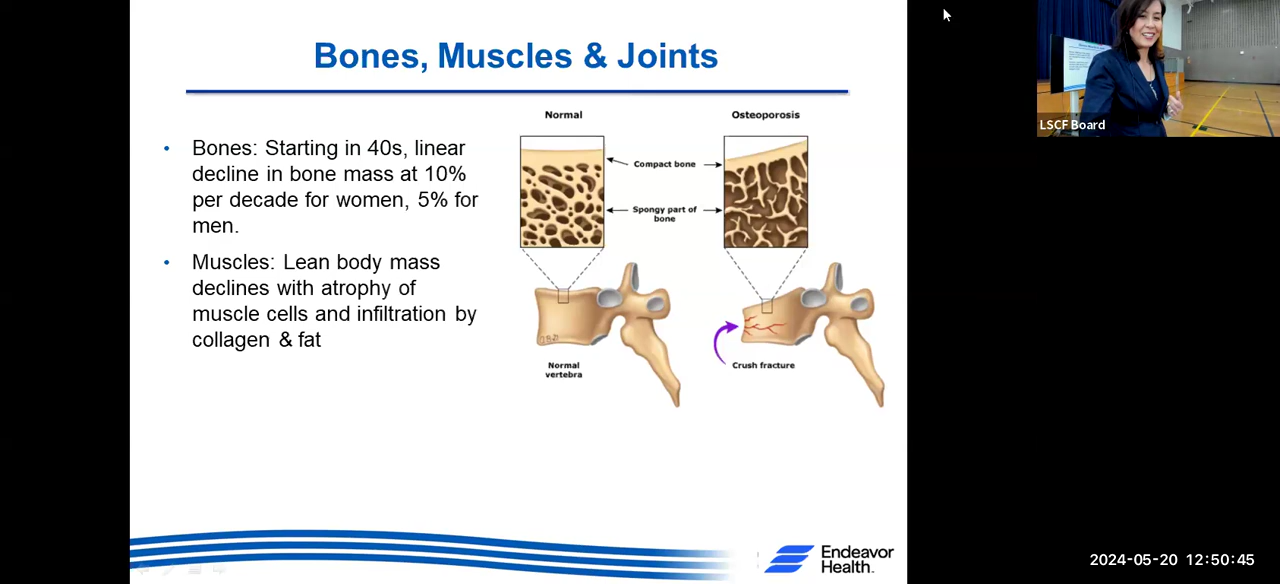 Bones, Muscles & Joints
• Bones: Starting in 40s, linear
decline in bone mass at 10%
per decade for women, 5% for
men.
• Muscles: Lean body mass
declines with atrophy of
muscle cells and infiltration by
collagen & fat
Normal
Osteoporosis
Compact bone
Spongy part of
bone
Normal
vertebra
Crush fracture
Endeavor
Health.
LSCF Board
2024-05-20 12:50:45